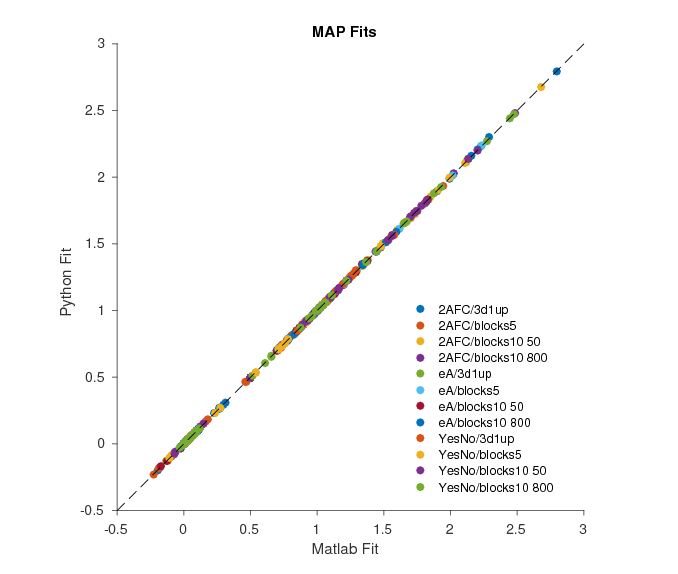 MAP Fits
3
2.5
2
1.5
1
0.5
0
-0.5
Python Fit
2AFC/3d1up
2AFC/blocks5
2AFC/blocks10 50
2AFC/blocks10 800
eA/3d1up
eA/blocks5
eA/blocks10 50
eA/blocks10 800
YesNo/3d1up
YesNo/blocks5
YesNo/blocks10 50
YesNo/blocks10 800
-0.5 0 0.5 1 1.5 2 2.5 3
Matlab Fit